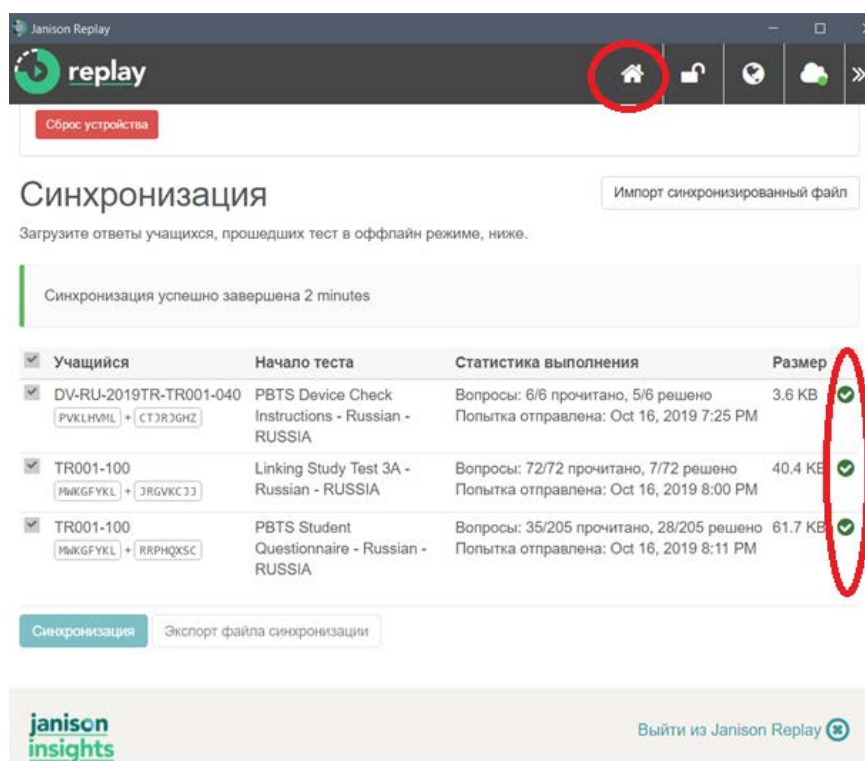 Janison Replay
replay
Сброс устройства
Синхронизация
Импорт синхронизированный файл
Загрузите ответы учащихся, прошедших тест в оффлайн режиме, ниже.
Синхронизация успешно завершена 2 minutes
Учащийся Начало теста Статистика выполнения Размер
DV-RU-2019TR-TR001-040 PBTS Device Check Вопросы: 6/6 прочитано, 5/6 решено 3.6 KB
PVKLHVML + CTJRJGHZ Instructions - Russian - Попытка отправлена: Oct 16, 2019 7:25 PM
RUSSIA
TR001-100 Linking Study Test 3A - Вопросы: 72/72 прочитано, 7/72 решено 40.4 KB
MWKGFYKL + JRGVKCJJ Russian - RUSSIA Попытка отправлена: Oct 16, 2019 8:00 PM
TR001-100 PBTS Student Вопросы: 35/205 прочитано, 28/205 решено 61.7 KB
MWKGFYKL + RRPHQXSC Questionnaire - Russian - Попытка отправлена: Oct 16, 2019 8:11 PM
RUSSIA
Синхронизация Экспорт файла синхронизации
janison
insights
Выйти из Janison Replay